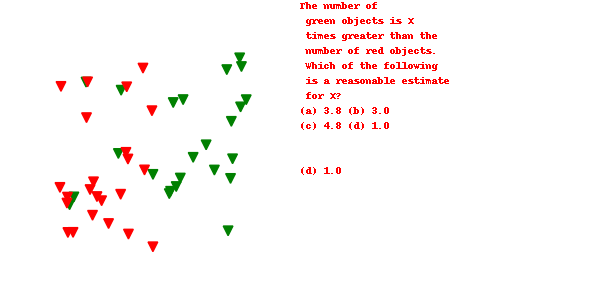 The number of
green objects is X
times greater than the
number of red objects.
Which of the following
is a reasonable estimate
for X?
(a) 3.8 (b) 3.0
(c) 4.8 (d) 1.0
(d) 1.0